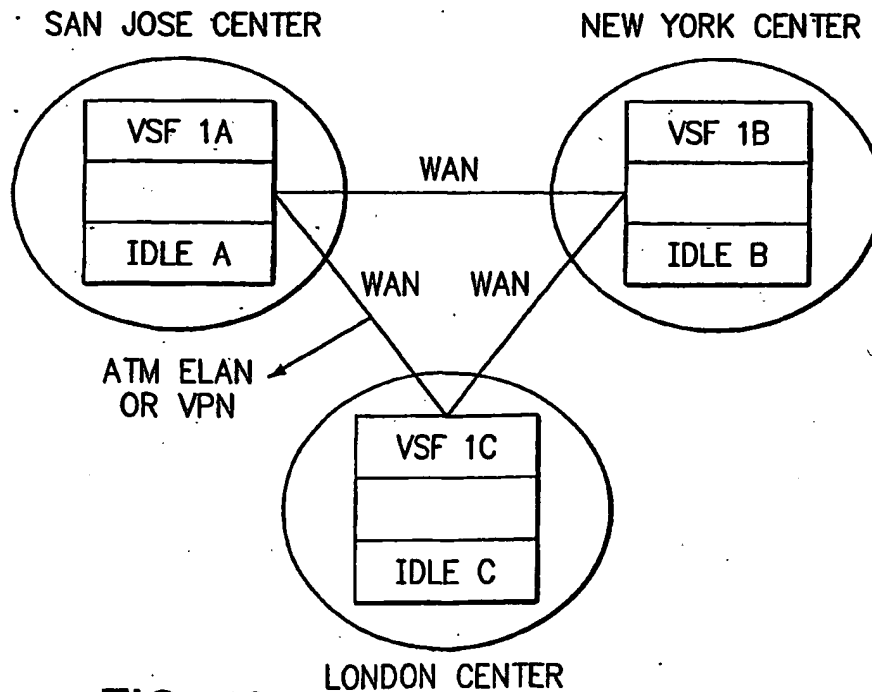 SAN JOSE CENTER
NEW YORK CENTER
VSF 1A
IDLE A
VSF 1B
IDLE B
WAN
WAN
WAN
ATM ELAN
OR VPN
VSF 1C
IDLE C
LONDON CENTER